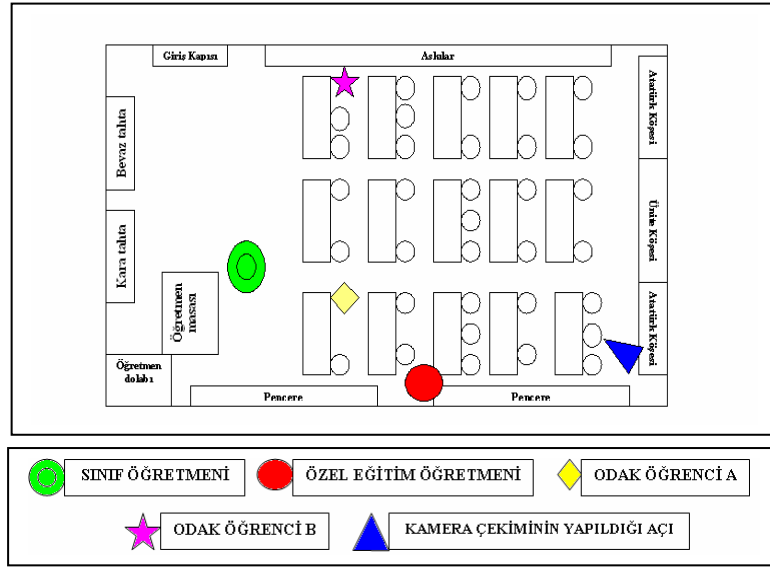 Giriş Kapısı
Askılar
Beyaz tahta
Kara tahta
Öğretmen
masası
Öğretmen
dolabı
Atatürk
Köşesi
Ünite Köşesi
Atatürk
Köşesi
Pencere
Pencere
SINIF ÖĞRETMENİ
ÖZEL EĞİTİM ÖĞRETMENİ
ODAK ÖĞRENCİ A
ODAK ÖĞRENCİ B
KAMERA ÇEKİMİNİN YAPILDIĞI AÇI